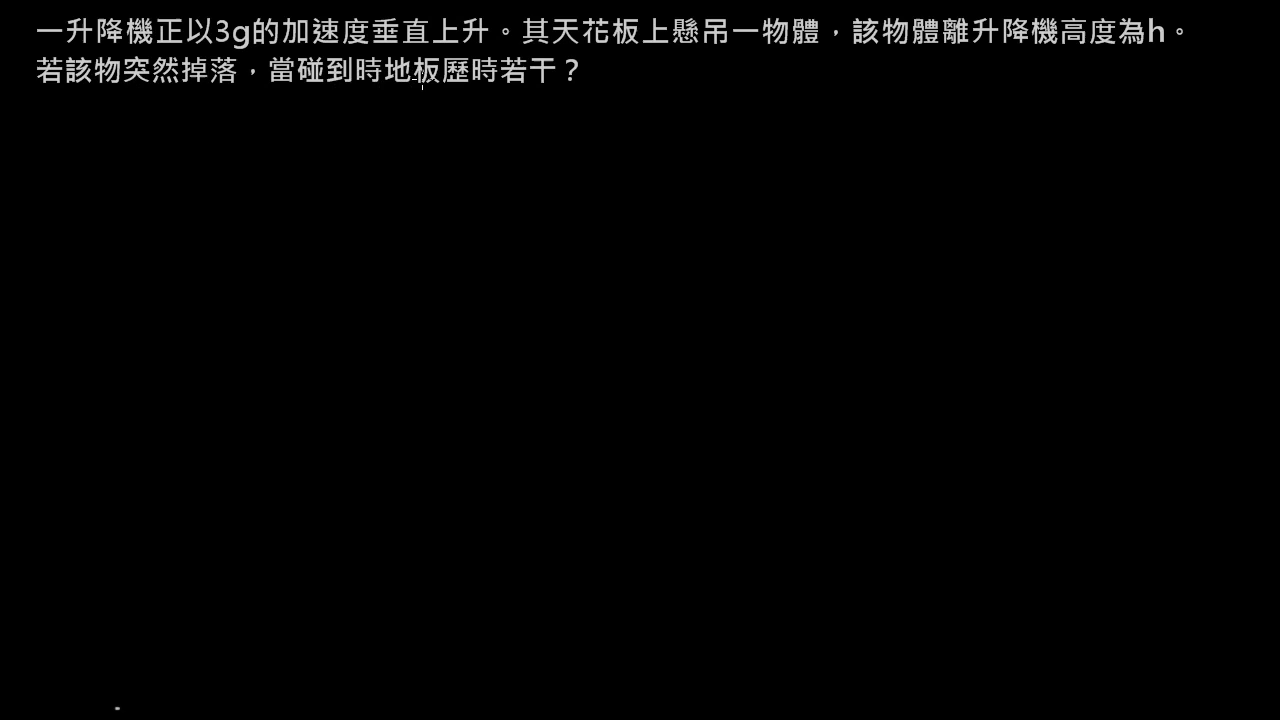 一升降機正以3g的加速度垂直上升。其天花板上懸吊一物體，該物體離升降機高度為h。
若該物突然掉落，當碰到時地板歷時若干？